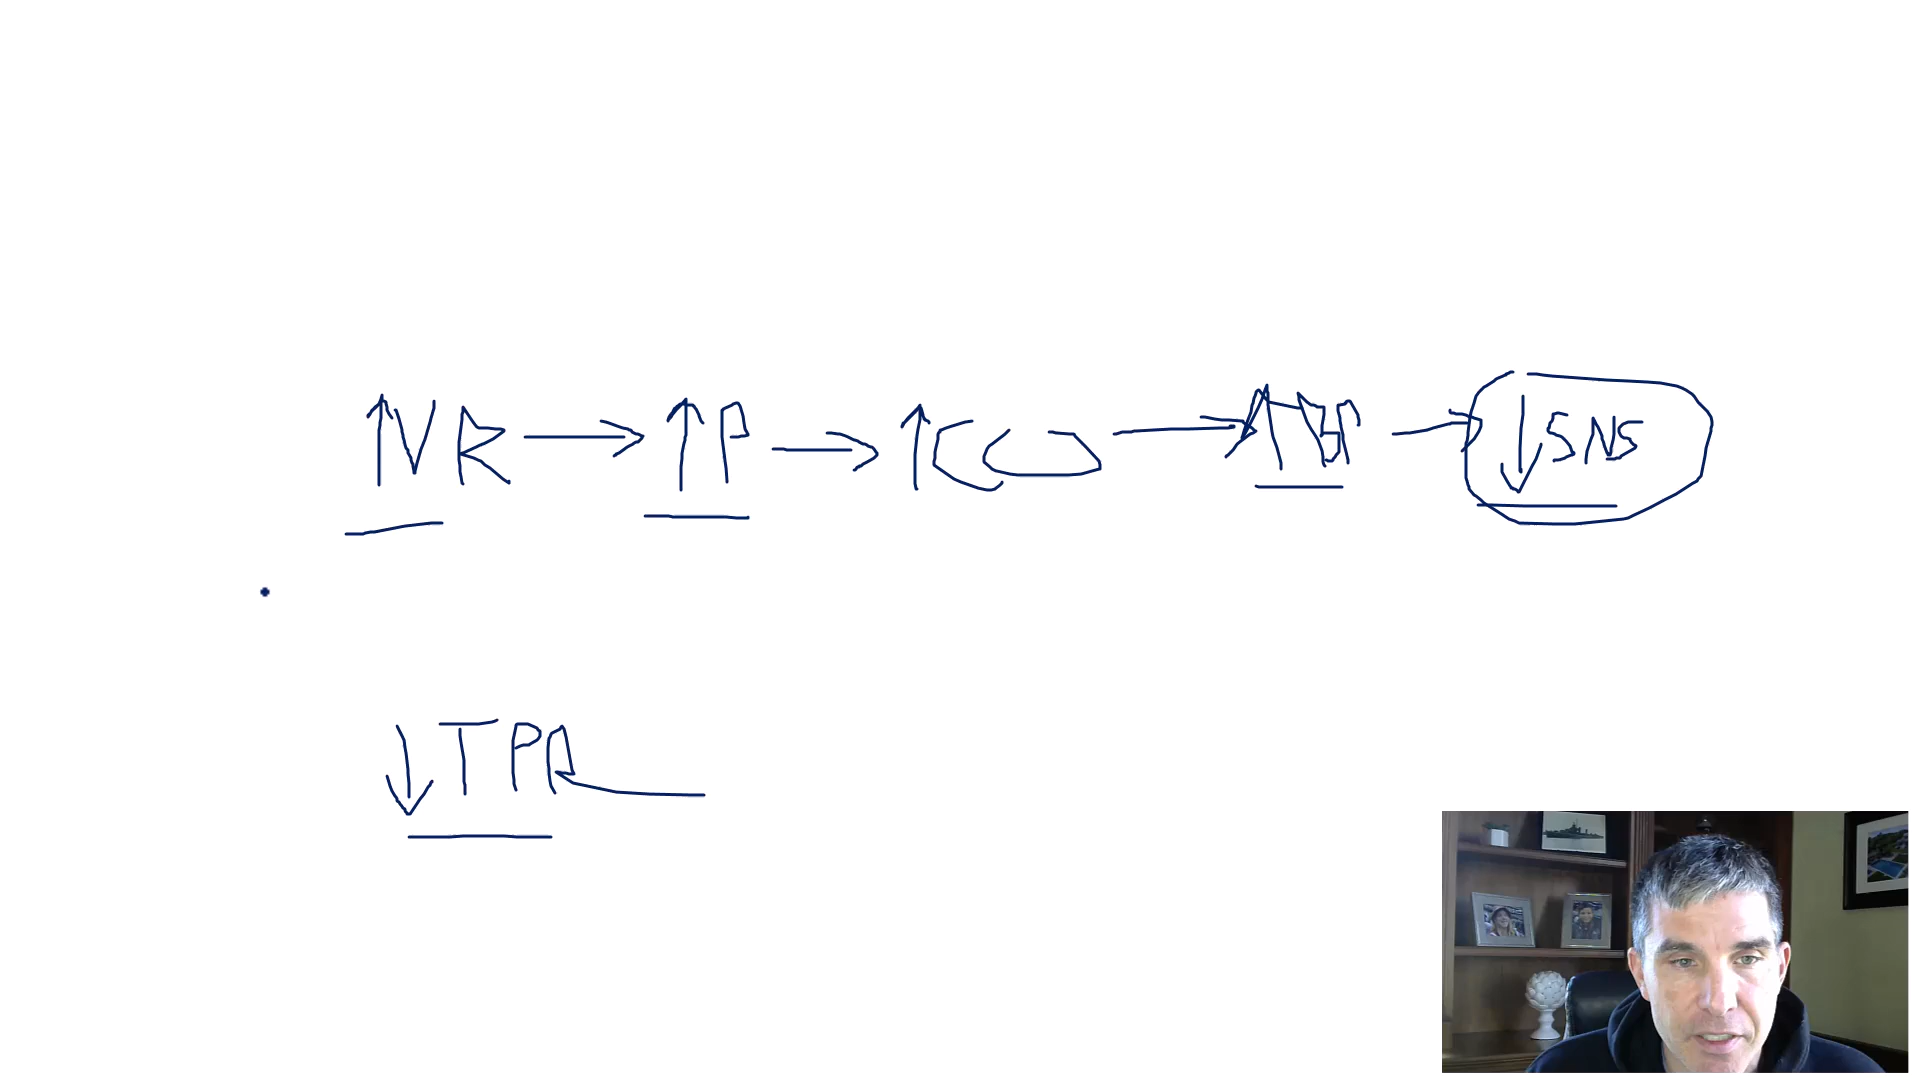 ↑VR → ↑P → ↑CO → ↑BP → ↓SNS
↓TPR